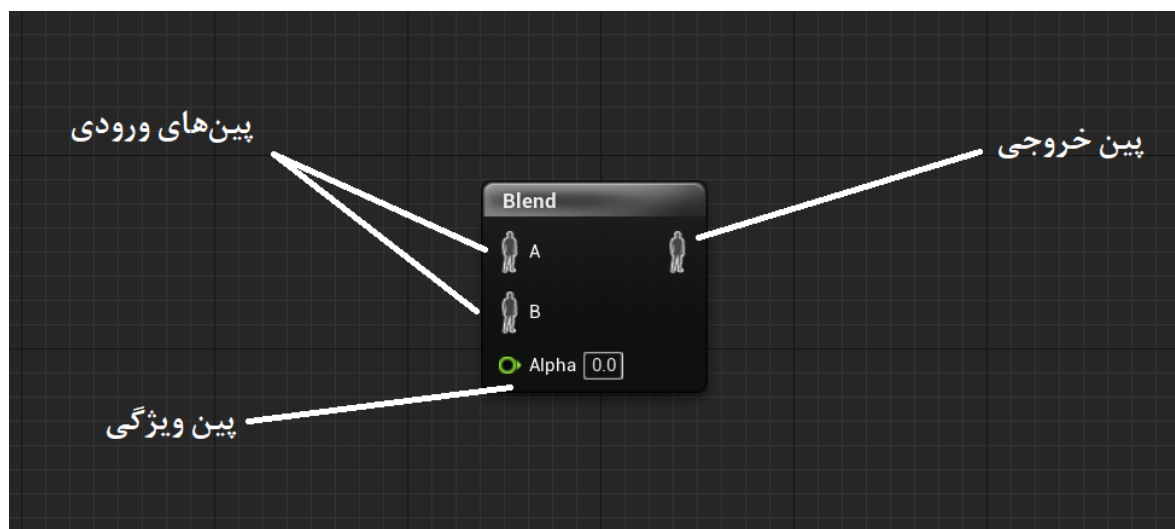 پین‌های ورودی
پین خروجی
Blend
A
B
Alpha 0.0
پین ویژگی